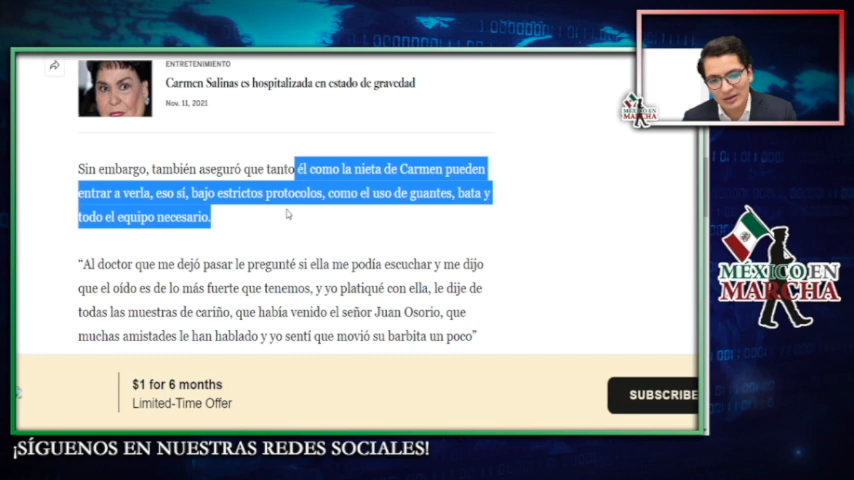 ENTRETENIMIENTO
Carmen Salinas es hospitalizada en estado de gravedad
Nov. 11, 2021
Sin embargo, también aseguró que tanto él como la nieta de Carmen pueden
entrar a verla, eso sí, bajo estrictos protocolos, como el uso de guantes, bata y
todo el equipo necesario.
“Al doctor que me dejó pasar le pregunté si ella me podía escuchar y me dijo
que el oído es de lo más fuerte que tenemos, y yo platiqué con ella, le dije de
todas las muestras de cariño, que había venido el señor Juan Osorio, que
muchas amistades le han hablado y yo sentí que movió su barbita un poco”
$1 for 6 months
Limited-Time Offer
SUBSCRIBE
MÉXICO EN
MARCHA
MÉXICO EN
MARCHA
¡SÍGUENOS EN NUESTRAS REDES SOCIALES!